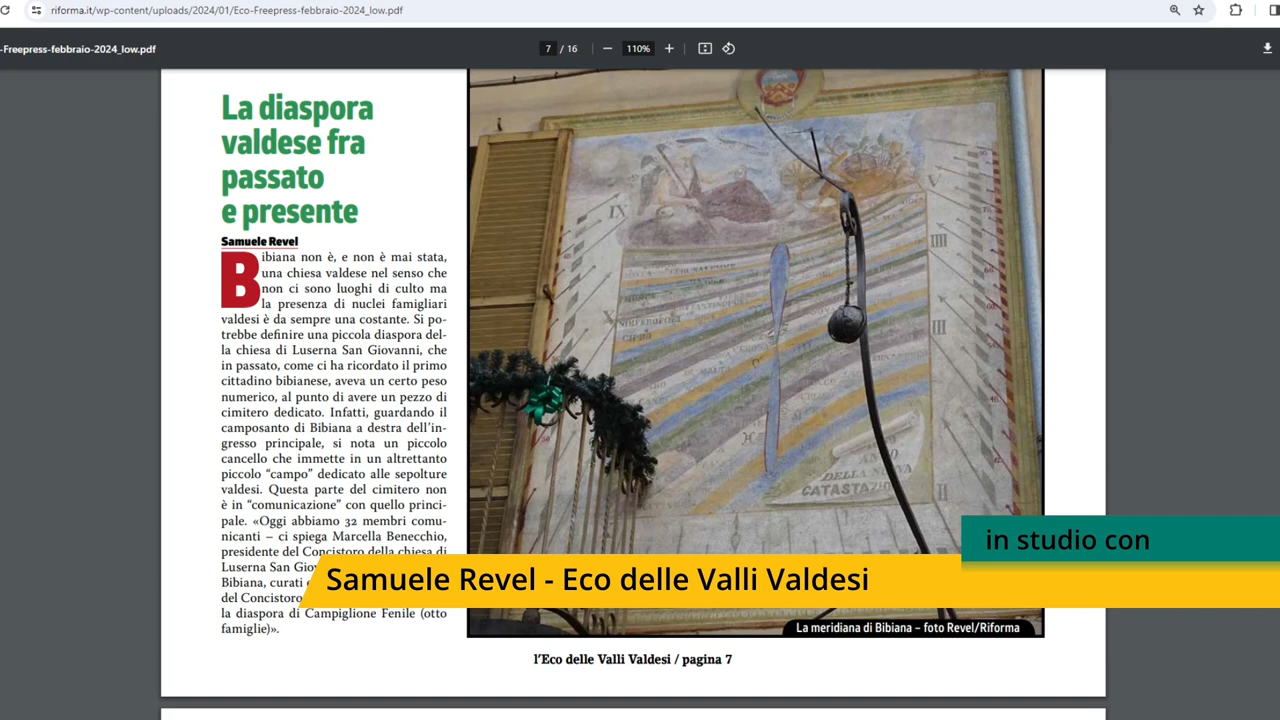 riforma.it/wp-content/uploads/2024/01/Eco-Freepress-febbraio-2024_low.pdf
-Freepress-febbraio-2024_low.pdf
7 / 16
110%
La diaspora
valdese fra
passato
e presente
Samuele Revel
Bibiana non è, e non è mai stata,
una chiesa valdese nel senso che
non ci sono luoghi di culto ma
la presenza di nuclei famigliari
valdesi è da sempre una costante. Si po-
trebbe definire una piccola diaspora del-
la chiesa di Luserna San Giovanni, che
in passato, come ci ha ricordato il primo
cittadino bibianese, aveva un certo peso
numerico, al punto di avere un pezzo di
cimitero dedicato. Infatti, guardando il
camposanto di Bibiana a destra dell’in-
gresso principale, si nota un piccolo
cancello che immette in un altrettanto
piccolo “campo” dedicato alle sepolture
valdesi. Questa parte del cimitero non
è in “comunicazione” con quello princi-
pale. «Oggi abbiamo 32 membri comu-
nicanti – ci spiega Marcella Benecchio,
presidente del Concistoro della chiesa di
Luserna San Giov
Bibiana, curati
del Concistoro
la diaspora di Campiglione Fenile (otto
famiglie)».
IX
V
IIII
X
III
II
DELLA NUOVA
in studio con
Samuele Revel - Eco delle Valli Valdesi
La meridiana di Bibiana – foto Revel/Riforma
l’Eco delle Valli Valdesi / pagina 7